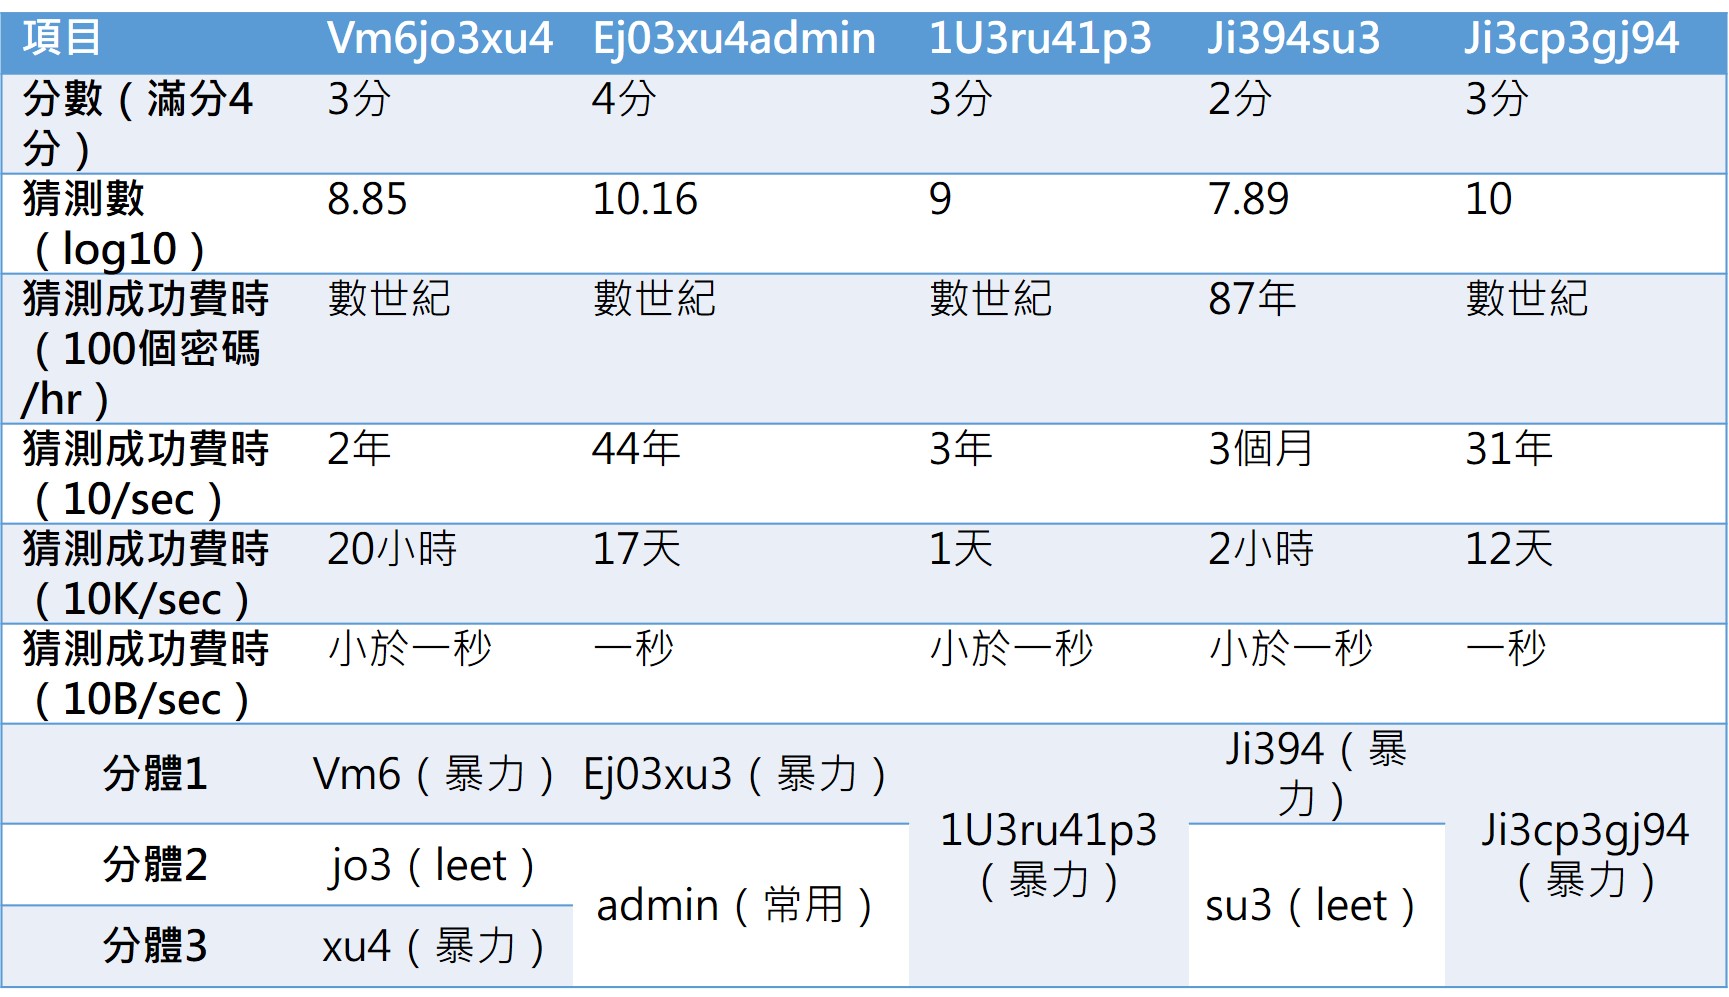 項目 Vm6jo3xu4 Ej03xu4admin 1U3ru41p3 Ji394su3 Ji3cp3gj94
分數（滿分4 3分 4分 3分 2分 3分
分）
猜測數 8.85 10.16 9 7.89 10
（log10）
猜測成功費時 數世紀 數世紀 數世紀 87年 數世紀
（100個密碼
/hr）
猜測成功費時 2年 44年 3年 3個月 31年
（10/sec）
猜測成功費時 20小時 17天 1天 2小時 12天
（10K/sec）
猜測成功費時 小於一秒 一秒 小於一秒 小於一秒 一秒
（10B/sec）
分體1 Vm6（暴力） Ej03xu3（暴力） 1U3ru41p3 Ji394（暴 Ji3cp3gj94
（暴力） 力） （暴力）
分體2 jo3（leet） admin（常用） su3（leet）
分體3 xu4（暴力）